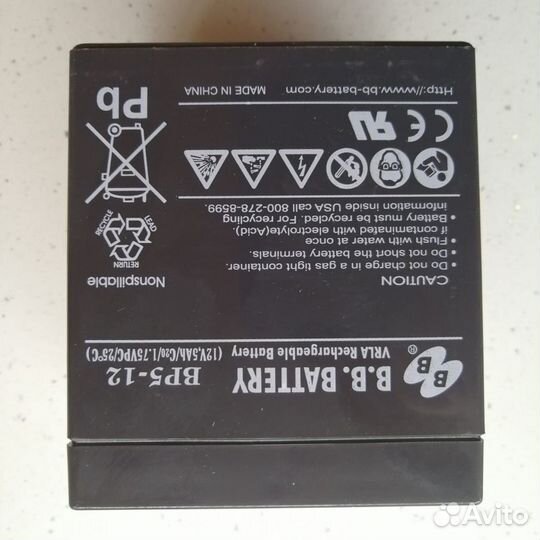 B.B. BATTERY ®
BB
VRLA Rechargeable Battery
BP5-12
(12V,5Ah/C20/1.75VPC/25°C)
CAUTION
• Do not charge in a gas tight container.
• Do not short the battery terminals.
• Flush with water at once
if contaminated with electrolyte(Acid).
• Battery must be recycled. For recycling
information inside USA call 800-278-8599.
Nonspillable
RETURN
LEAD
RECYCLE
CE
UR
Pb
Http://www.bb-battery.com
MADE IN CHINA
Avito